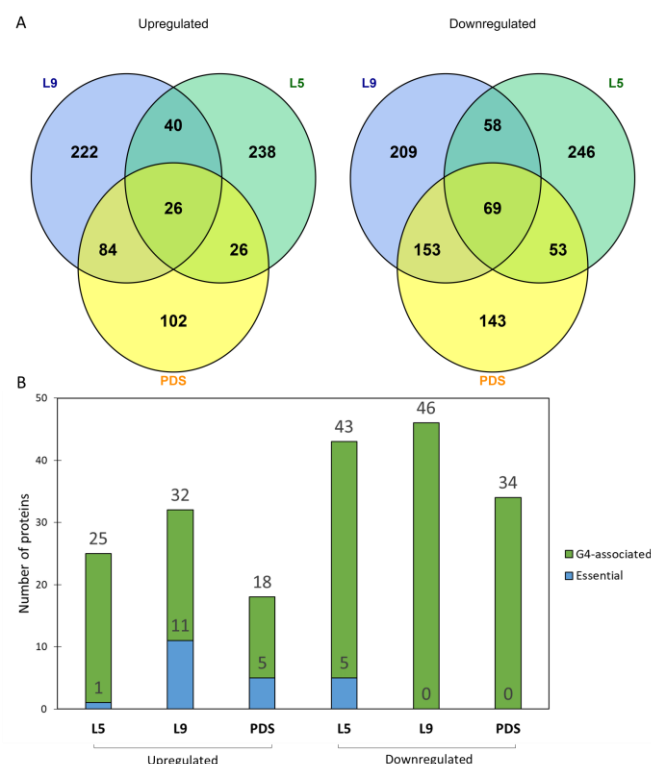 A
Upregulated
Downregulated
L9
L5
L9
L5
40
222
238
26
84
26
102
PDS
58
209
246
69
153
53
143
PDS
B
50
40
30
20
10
0
Number of proteins
25
32
18
43
46
34
1
11
5
5
0
0
G4-associated
Essential
L5 L9 PDS L5 L9 PDS
Upregulated Downregulated